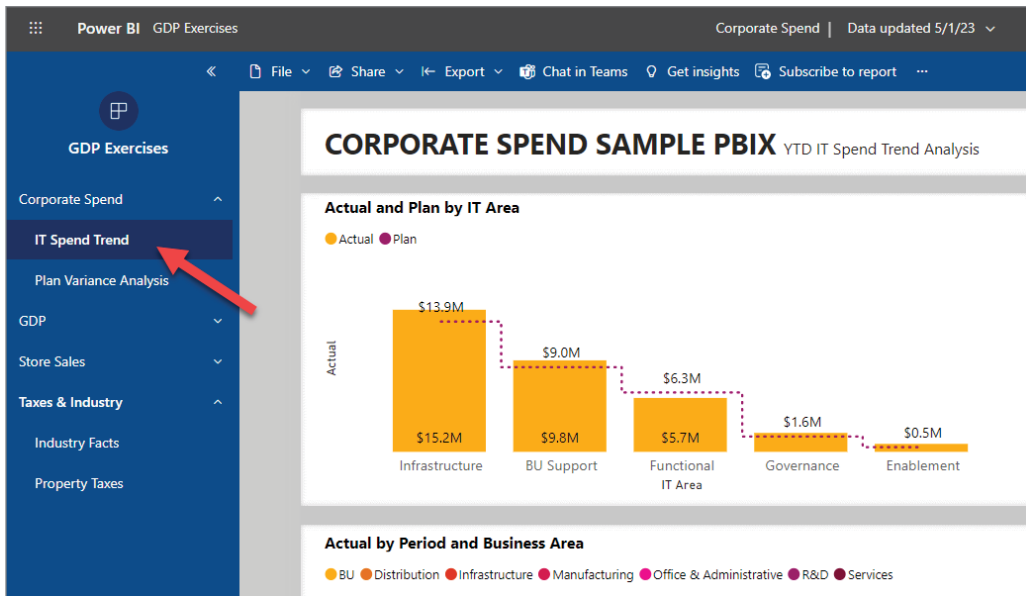 Power BI GDP Exercises Corporate Spend | Data updated 5/1/23
File Share Export Chat in Teams Get insights Subscribe to report ...
GDP Exercises
Corporate Spend
IT Spend Trend
Plan Variance Analysis
GDP
Store Sales
Taxes & Industry
Industry Facts
Property Taxes
CORPORATE SPEND SAMPLE PBIX YTD IT Spend Trend Analysis
Actual and Plan by IT Area
Actual Plan
Actual
$13.9M
$9.0M
$6.3M
$1.6M
$0.5M
$15.2M $9.8M $5.7M
Infrastructure BU Support Functional Governance Enablement
IT Area
Actual by Period and Business Area
BU Distribution Infrastructure Manufacturing Office & Administrative R&D Services